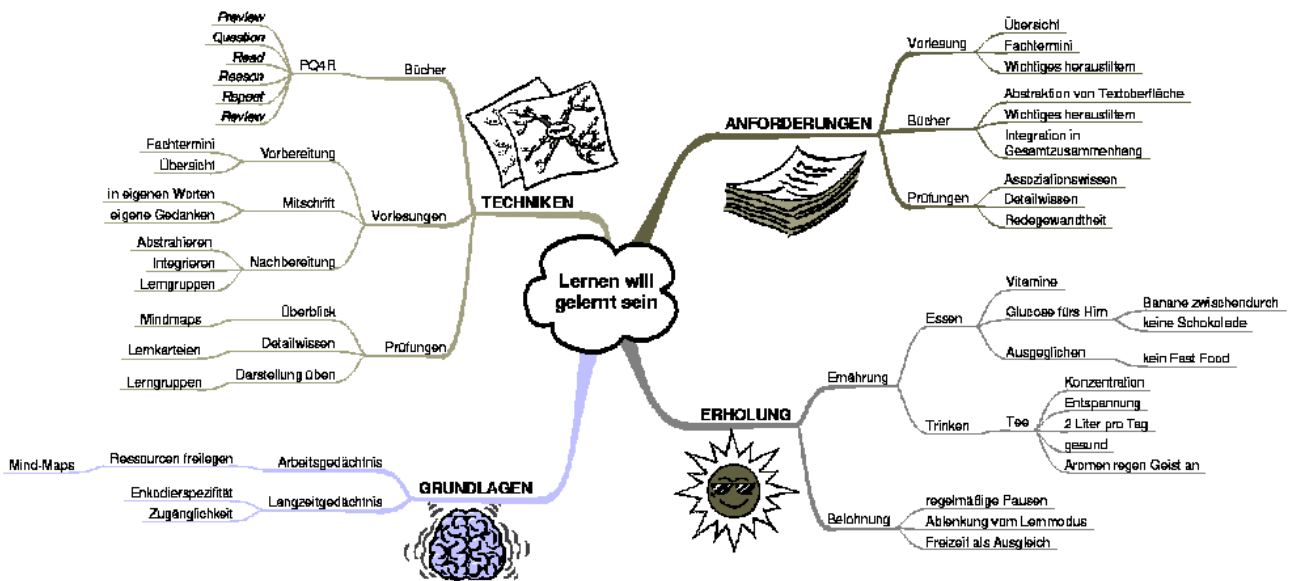 Lernen will
gelernt sein
TECHNIKEN
Bücher
PQ4R
Preview
Question
Read
Reason
Repeat
Review
Vorlesungen
Vorbereitung
Fachtermini
Übersicht
Mitschrift
in eigenen Worten
eigene Gedanken
Nachbereitung
Abstrahieren
Integrieren
Lerngruppen
Prüfungen
Überblick
Mindmaps
Detailwissen
Lernkarteien
Darstellung üben
Lerngruppen
ANFORDERUNGEN
Vorlesung
Übersicht
Fachtermini
Wichtiges herausfiltern
Bücher
Abstraktion von Textoberfläche
Wichtiges herausfiltern
Integration in
Gesamtzusammenhang
Prüfungen
Assoziationswissen
Detailwissen
Redegewandtheit
ERHOLUNG
Ernährung
Essen
Vitamine
Glucose fürs Hirn
Banane zwischendurch
keine Schokolade
Ausgeglichen
kein Fast Food
Trinken
Tee
Konzentration
Entspannung
2 Liter pro Tag
gesund
Aromen regen Geist an
Belohnung
regelmäßige Pausen
Ablenkung vom Lernmodus
Freizeit als Ausgleich
GRUNDLAGEN
Arbeitsgedächtnis
Ressourcen freilegen
Mind-Maps
Langzeitgedächtnis
Enkodierspezifität
Zugänglichkeit